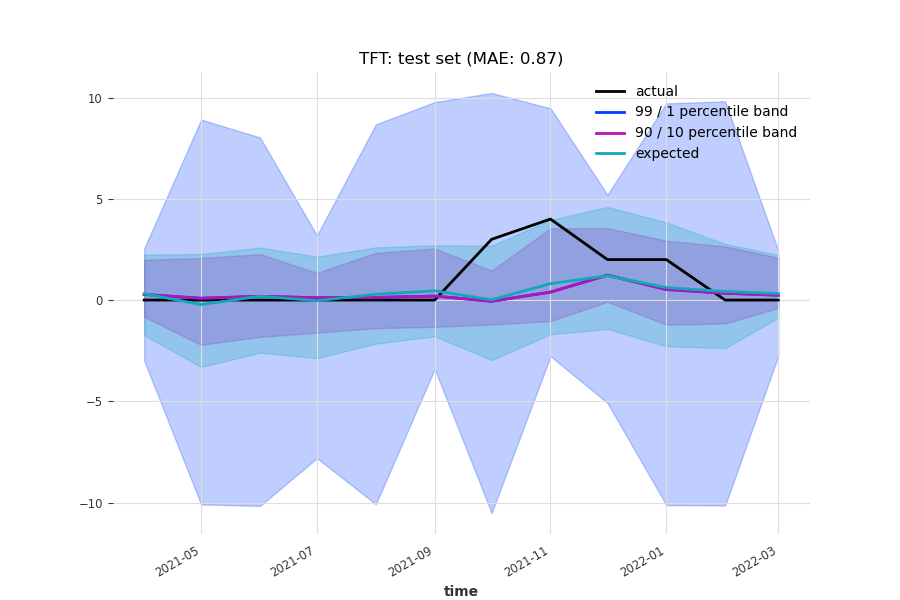 TFT: test set (MAE: 0.87)
actual
99 / 1 percentile band
90 / 10 percentile band
expected
10
5
0
−5
−10
2021-05
2021-07
2021-09
2021-11
2022-01
2022-03
time